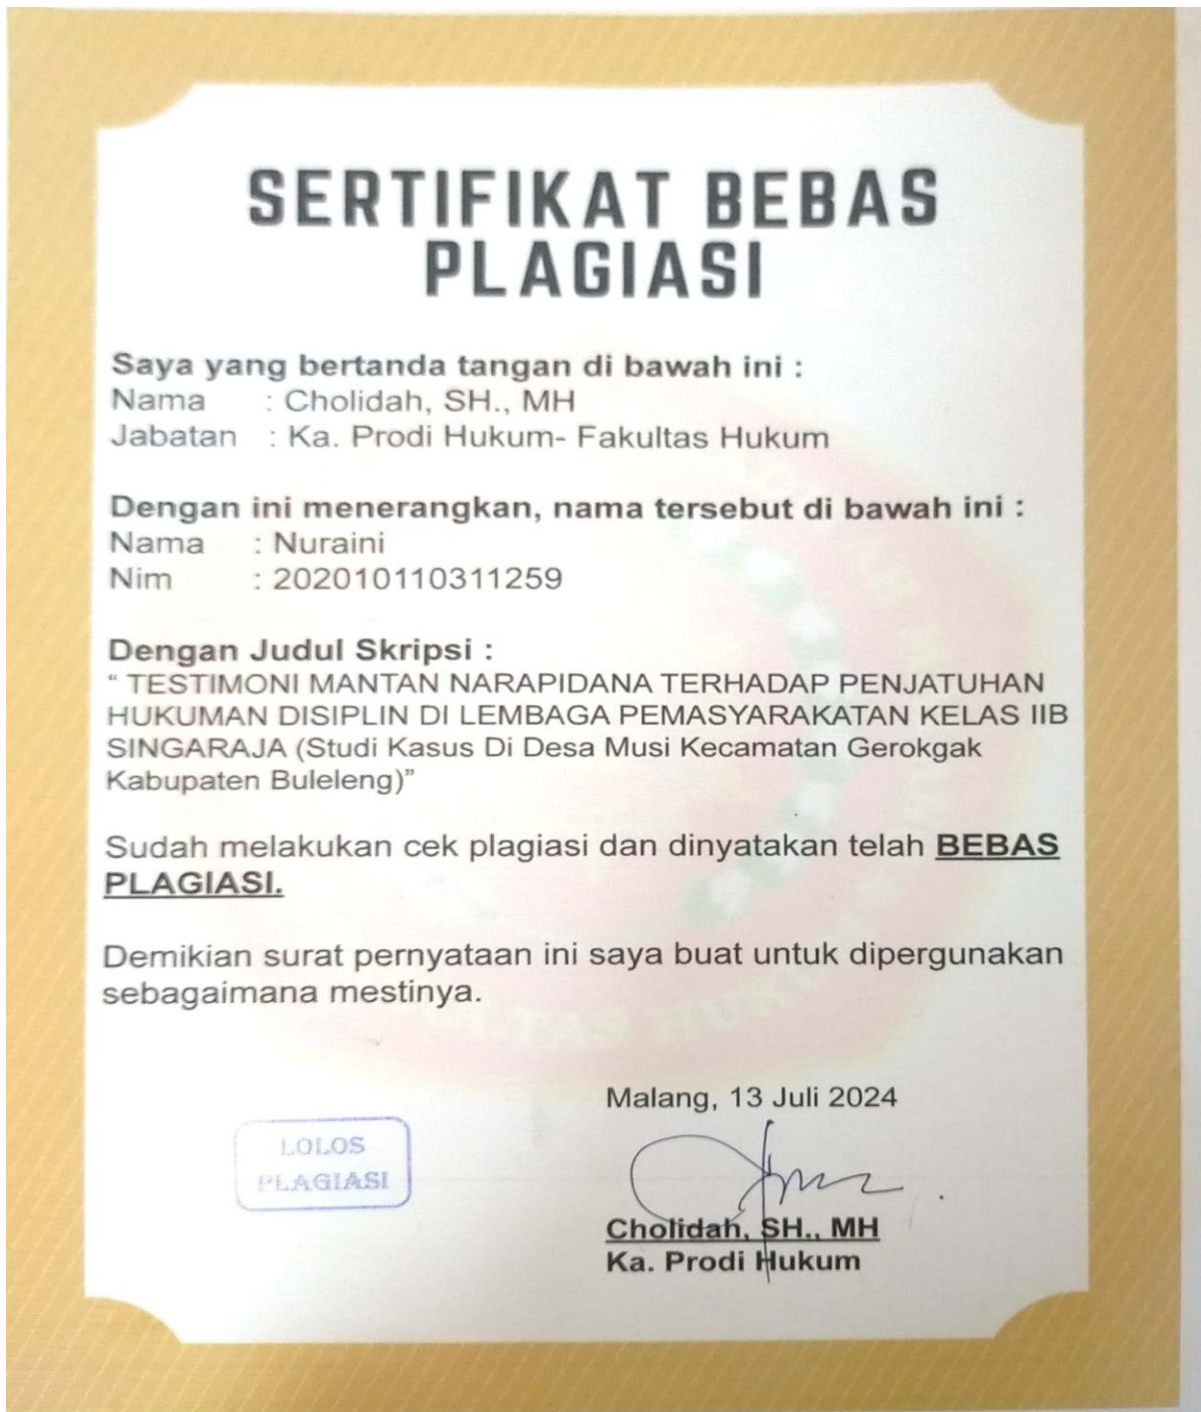 SERTIFIKAT BEBAS
PLAGIASI
Saya yang bertanda tangan di bawah ini :
Nama : Cholidah, SH., MH
Jabatan : Ka. Prodi Hukum- Fakultas Hukum
Dengan ini menerangkan, nama tersebut di bawah ini :
Nama : Nuraini
Nim : 202010110311259
Dengan Judul Skripsi :
“ TESTIMONI MANTAN NARAPIDANA TERHADAP PENJATUHAN
HUKUMAN DISIPLIN DI LEMBAGA PEMASYARAKATAN KELAS IIB
SINGARAJA (Studi Kasus Di Desa Musi Kecamatan Gerokgak
Kabupaten Buleleng)”
Sudah melakukan cek plagiasi dan dinyatakan telah BEBAS
PLAGIASI.
Demikian surat pernyataan ini saya buat untuk dipergunakan
sebagaimana mestinya.
Malang, 13 Juli 2024
LOLOS
PLAGIASI
Cholidah, SH., MH
Ka. Prodi Hukum